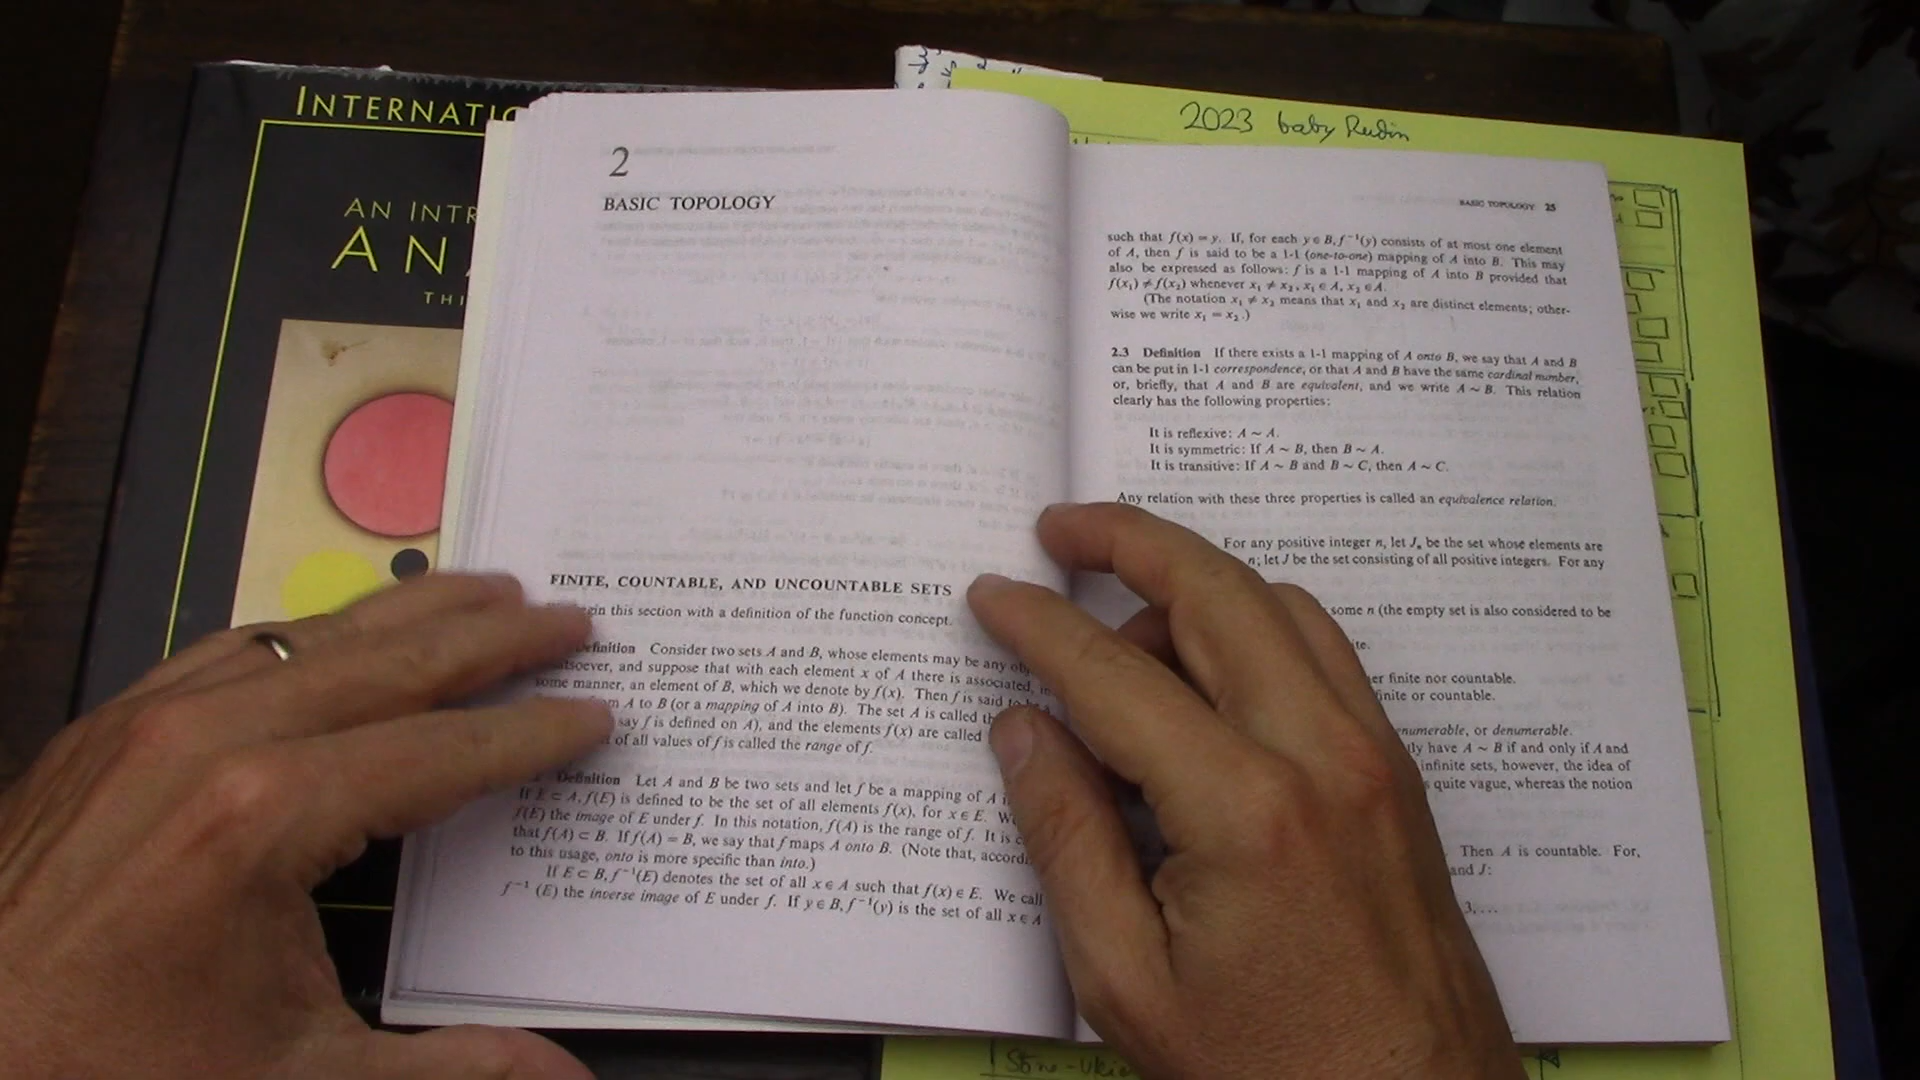 INTERNATIO
AN INTR
AN
THI
2023 baby Rudin
2
BASIC TOPOLOGY
FINITE, COUNTABLE, AND UNCOUNTABLE SETS
this section with a definition of the function concept.
Definition Consider two sets A and B, whose elements may be any
and suppose that with each element x of A there is associated,
some manner, an element of B, which we denote by f(x). Then f is said to
A to B (or a mapping of A into B). The set A is called
say f is defined on A), and the elements f(x) are called
of all values of f is called the range of f.
Definition Let A and B be two sets and let f be a mapping of A
If E ⊂ A, f(E) is defined to be the set of all elements f(x), for x ∈ E.
f(E) the image of E under f. In this notation, f(A) is the range of f. It is
that f(A) ⊂ B. If f(A) = B, we say that f maps A onto B. (Note that,
to this usage, onto is more specific than into.)
If E ⊂ B, f⁻¹(E) denotes the set of all x ∈ A such that f(x) ∈ E. We call
f⁻¹ (E) the inverse image of E under f. If y ∈ B, f⁻¹(y) is the set of all x ∈ A
BASIC TOPOLOGY 25
such that f(x) = y. If, for each y ∈ B, f⁻¹(y) consists of at most one element
of A, then f is said to be a 1-1 (one-to-one) mapping of A into B. This may
also be expressed as follows: f is a 1-1 mapping of A into B provided that
f(x₁) ≠ f(x₂) whenever x₁ ≠ x₂, x₁ ∈ A, x₂ ∈ A.
(The notation x₁ ≠ x₂ means that x₁ and x₂ are distinct elements; other-
wise we write x₁ = x₂.)
2.3 Definition If there exists a 1-1 mapping of A onto B, we say that A and B
can be put in 1-1 correspondence, or that A and B have the same cardinal number,
or, briefly, that A and B are equivalent, and we write A ~ B. This relation
clearly has the following properties:
It is reflexive: A ~ A.
It is symmetric: If A ~ B, then B ~ A.
It is transitive: If A ~ B and B ~ C, then A ~ C.
Any relation with these three properties is called an equivalence relation.
For any positive integer n, let Jₙ be the set whose elements are
n; let J be the set consisting of all positive integers. For any
some n (the empty set is also considered to be
finite nor countable.
finite or countable.
enumerable, or denumerable.
have A ~ B if and only if A and
infinite sets, however, the idea of
quite vague, whereas the notion
Then A is countable. For,
and J:
3, ...